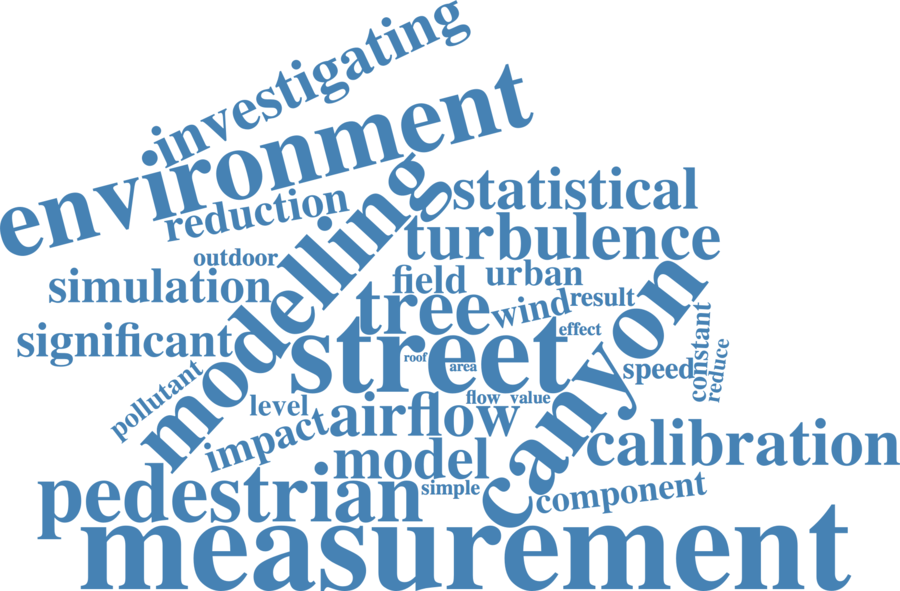 investigating
environment
reduction
modelling
statistical
turbulence
outdoor
simulation
field
urban
tree
wind
result
canyon
significant
street
effect
roof
area
speed
constant
reduce
pollutant
level
flow
value
impact
airflow
calibration
model
pedestrian
simple
component
measurement